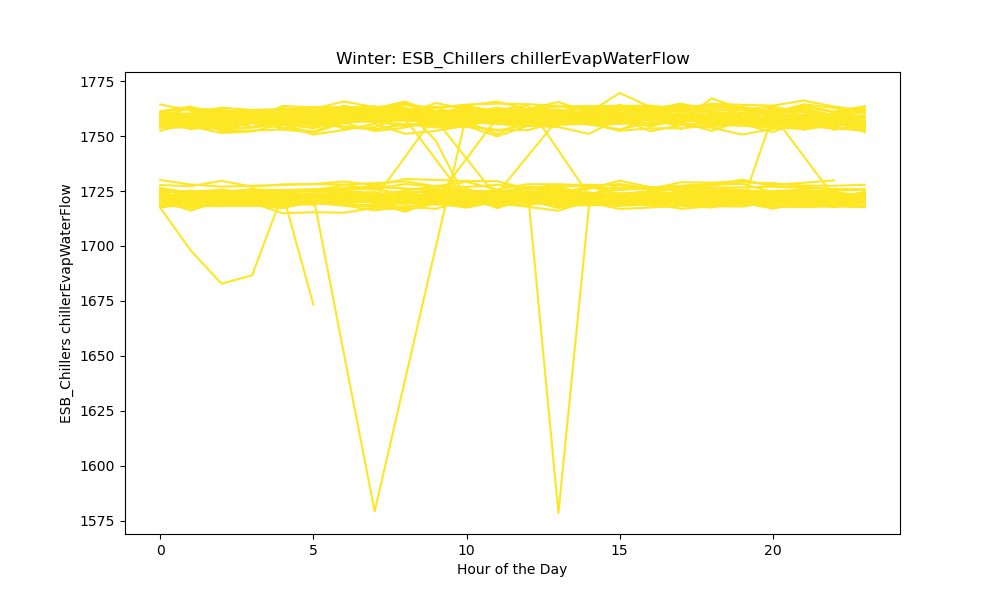 Winter: ESB_Chillers chillerEvapWaterFlow
ESB_Chillers chillerEvapWaterFlow
1775
1750
1725
1700
1675
1650
1625
1600
1575
0 5 10 15 20
Hour of the Day